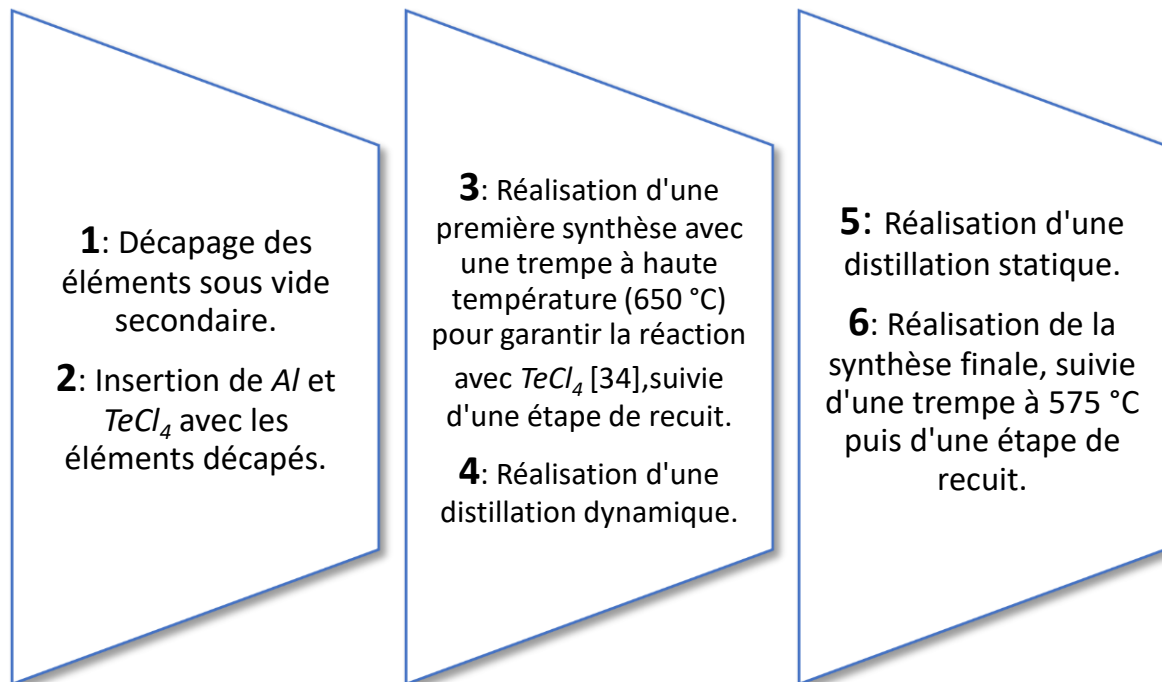 1: Décapage des
éléments sous vide
secondaire.
2: Insertion de Al et
TeCl₄ avec les
éléments décapés.
3: Réalisation d'une
première synthèse avec
une trempe à haute
température (650 °C)
pour garantir la réaction
avec TeCl₄ [34],suivie
d'une étape de recuit.
4: Réalisation d'une
distillation dynamique.
5: Réalisation d'une
distillation statique.
6: Réalisation de la
synthèse finale, suivie
d'une trempe à 575 °C
puis d'une étape de
recuit.